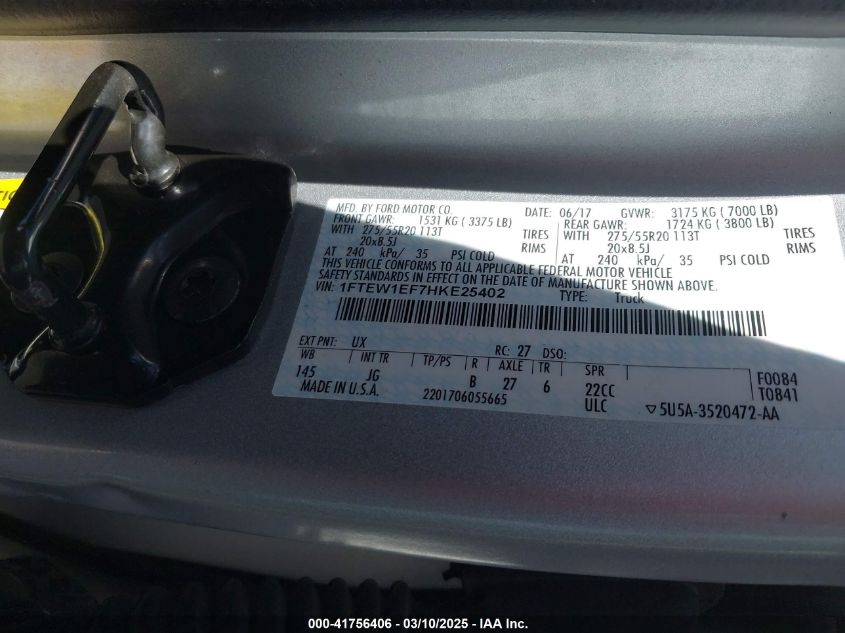 MFD. BY FORD MOTOR CO. DATE: 06/17 GVWR: 3175 KG ( 7000 LB)
FRONT GAWR: 1531 KG ( 3375 LB) REAR GAWR: 1724 KG ( 3800 LB)
WITH 275/55R20 113T TIRES WITH 275/55R20 113T TIRES
20x8.5J RIMS 20x8.5J RIMS
AT 240 kPa/ 35 PSI COLD AT 240 kPa/ 35 PSI COLD
THIS VEHICLE CONFORMS TO ALL APPLICABLE FEDERAL MOTOR VEHICLE
SAFETY STANDARDS IN EFFECT ON THE DATE OF MANUFACTURE SHOWN ABOVE.
VIN: 1FTEW1EF7HKE25402 TYPE: Truck
EXT PNT: UX RC: 27 DSO:
WB INT TR TP/PS R AXLE TR SPR
145 JG B 27 6 22CC F0084
MADE IN U.S.A. 2201706055665 ULC T0841
▽5U5A-3520472-AA
000-41756406 - 03/10/2025 - IAA Inc.